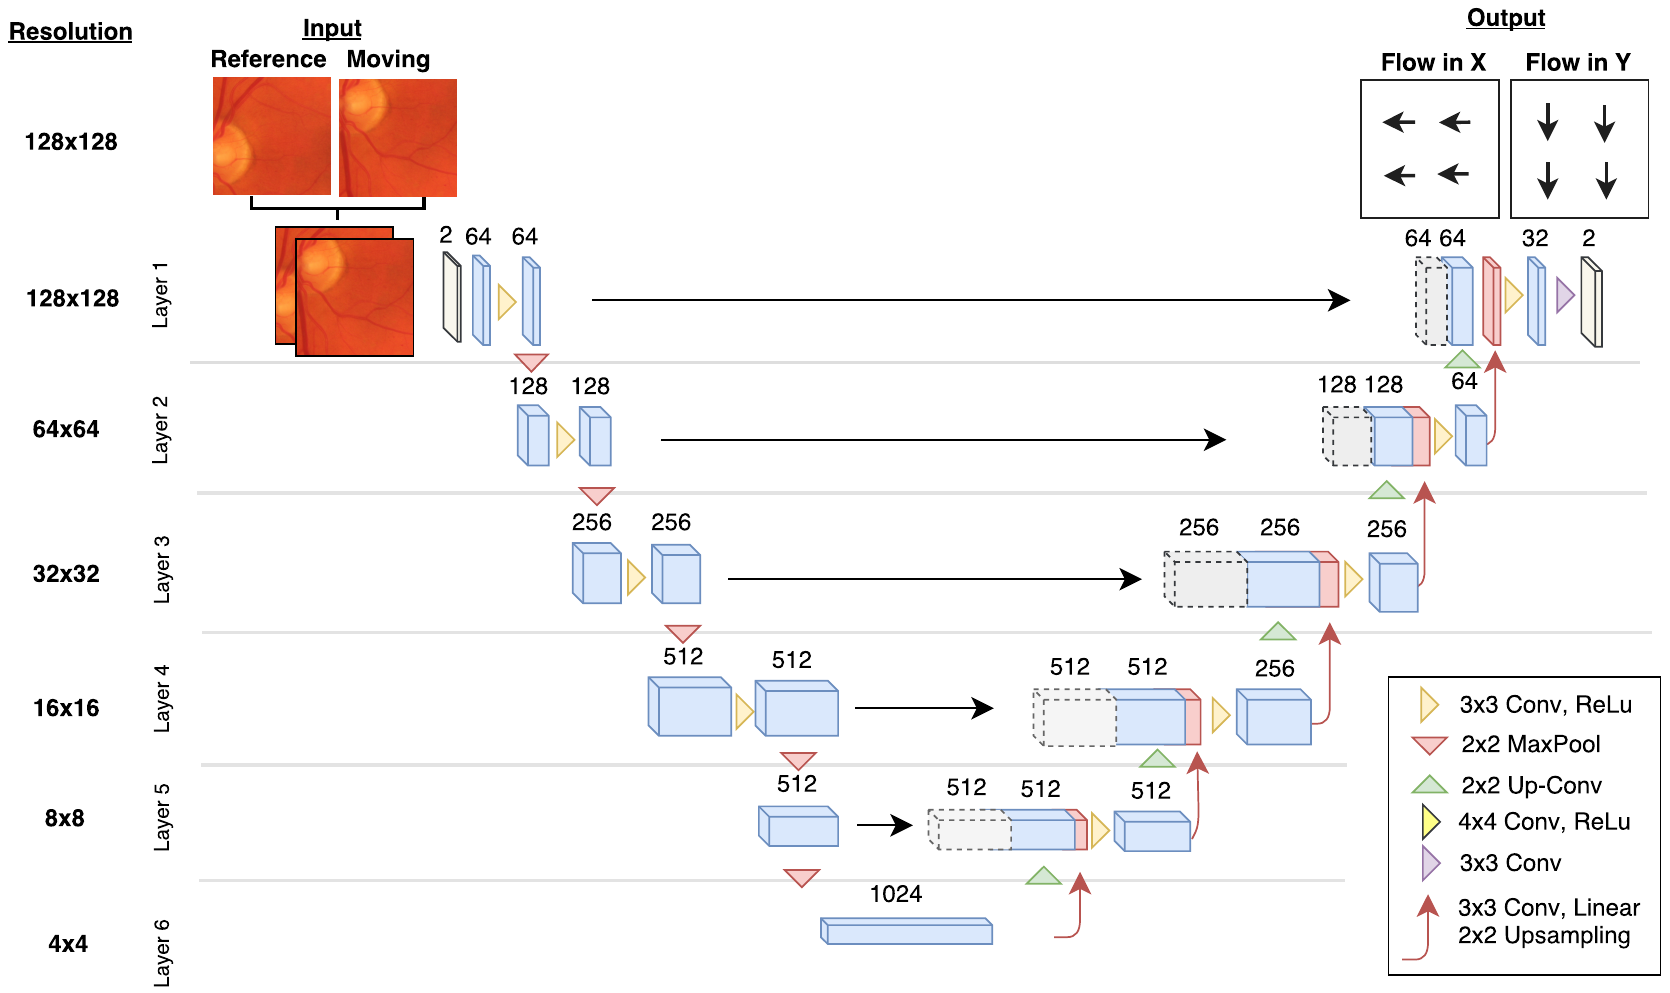 Resolution
Input
Output
Reference Moving
Flow in X Flow in Y
128x128
2 64 64
64 64 32 2
128x128
Layer 1
128 128
128 128 64
64x64
Layer 2
256 256
256 256 256
32x32
Layer 3
512 512
512 512 256
16x16
Layer 4
512
512 512 512
8x8
Layer 5
1024
4x4
Layer 6
3x3 Conv, ReLu
2x2 MaxPool
2x2 Up-Conv
4x4 Conv, ReLu
3x3 Conv
3x3 Conv, Linear
2x2 Upsampling